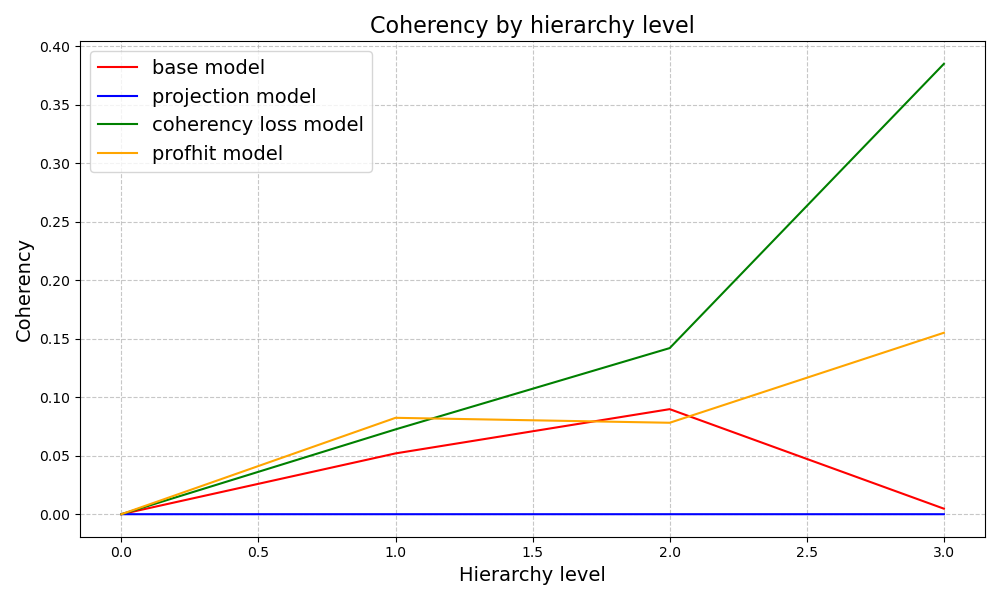 Coherency by hierarchy level
0.40
0.35
0.30
0.25
0.20
0.15
0.10
0.05
0.00
Coherency
base model
projection model
coherency loss model
profhit model
0.0 0.5 1.0 1.5 2.0 2.5 3.0
Hierarchy level